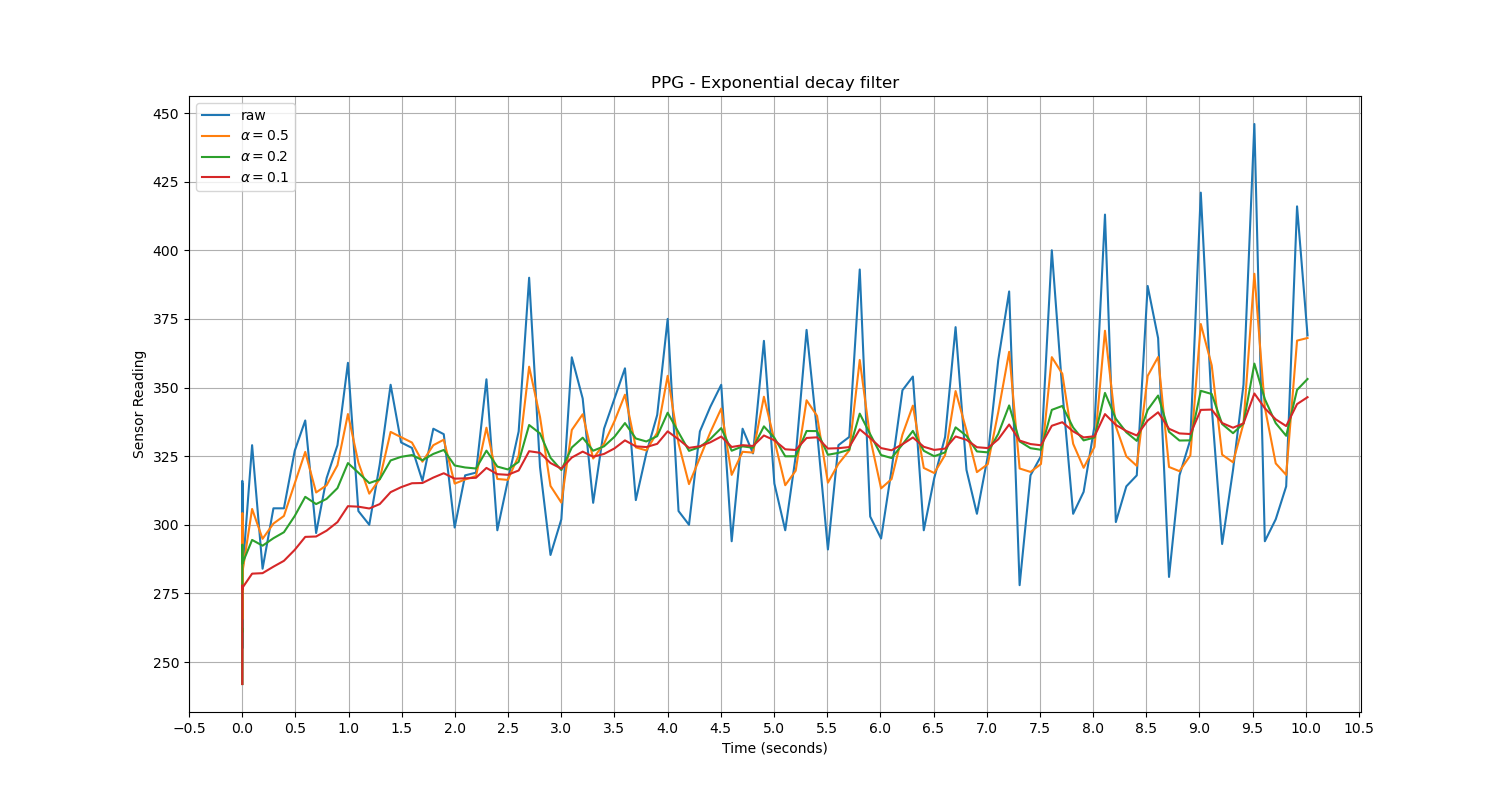 PPG - Exponential decay filter
raw
α = 0.5
α = 0.2
α = 0.1
450
425
400
375
350
325
300
275
250
Sensor Reading
−0.5 0.0 0.5 1.0 1.5 2.0 2.5 3.0 3.5 4.0 4.5 5.0 5.5 6.0 6.5 7.0 7.5 8.0 8.5 9.0 9.5 10.0 10.5
Time (seconds)